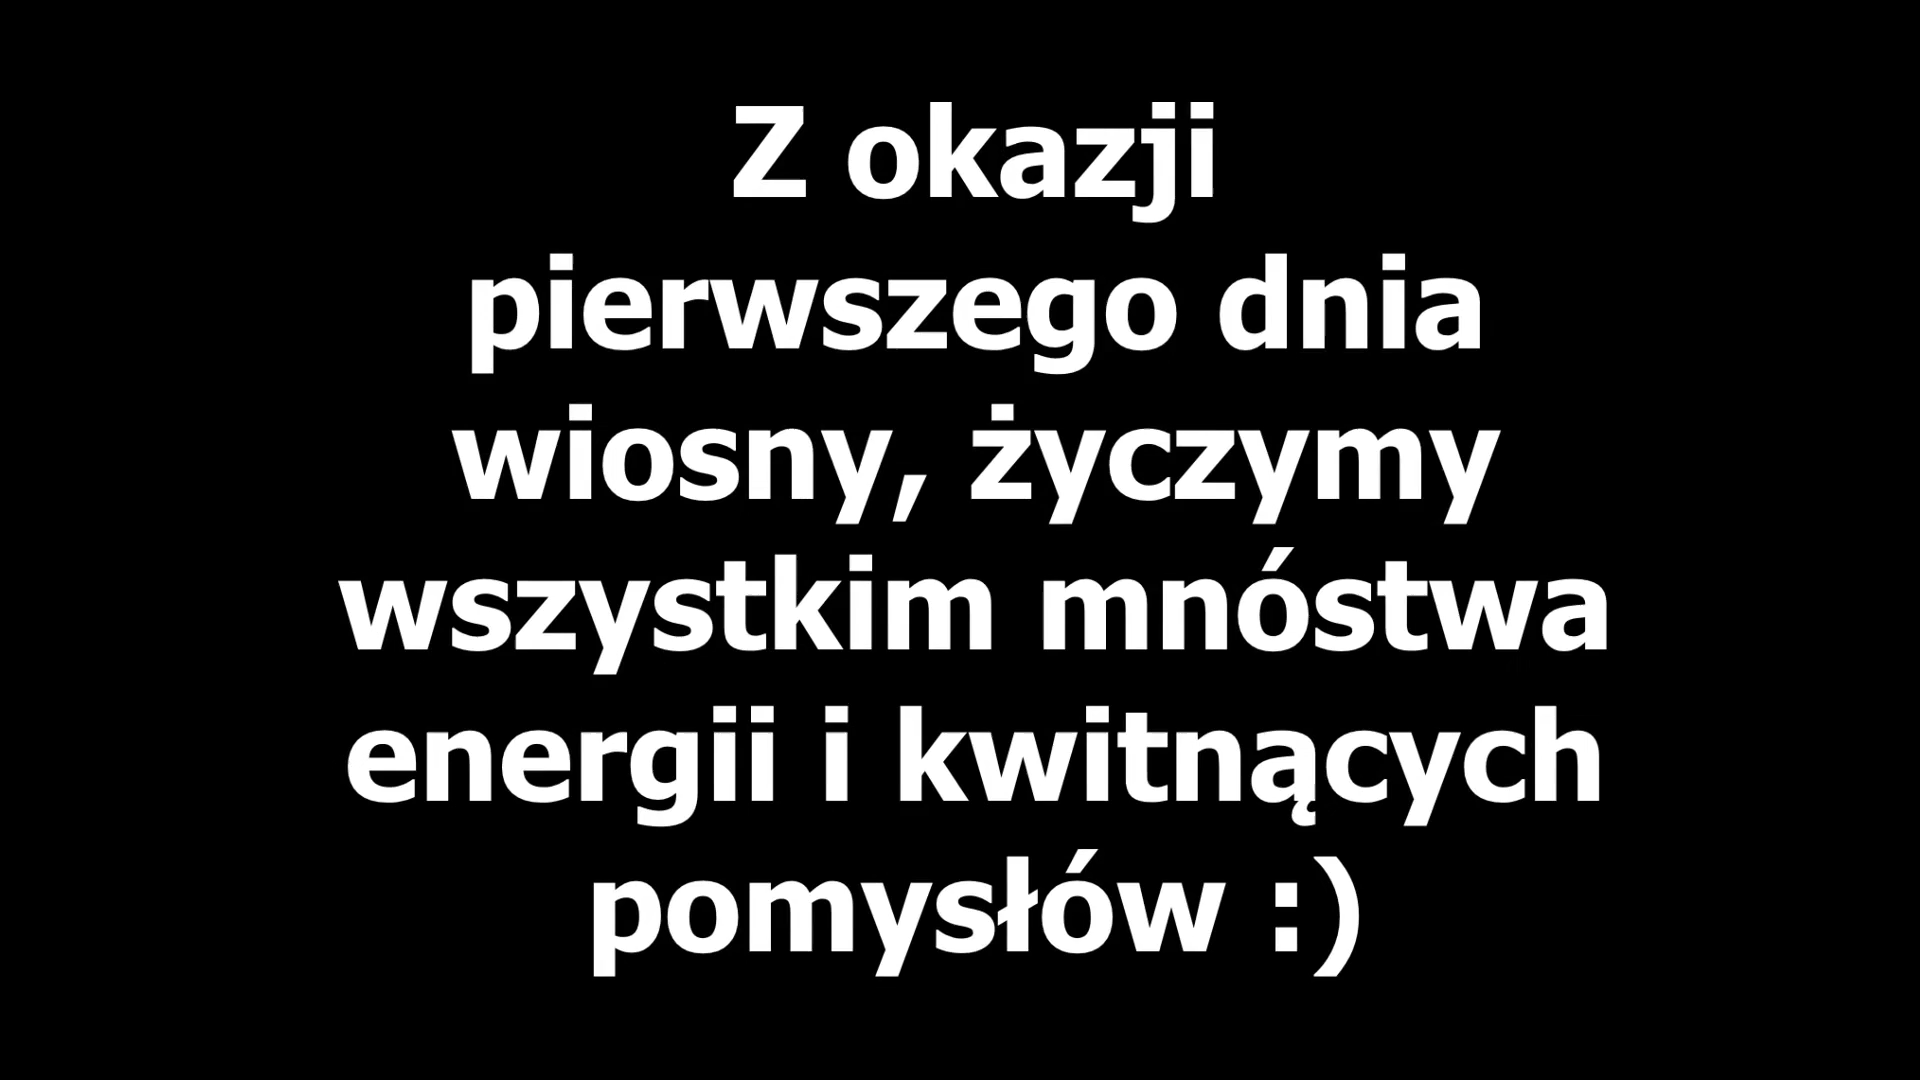 Z okazji
pierwszego dnia
wiosny, życzymy
wszystkim mnóstwa
energii i kwitnących
pomysłów :)